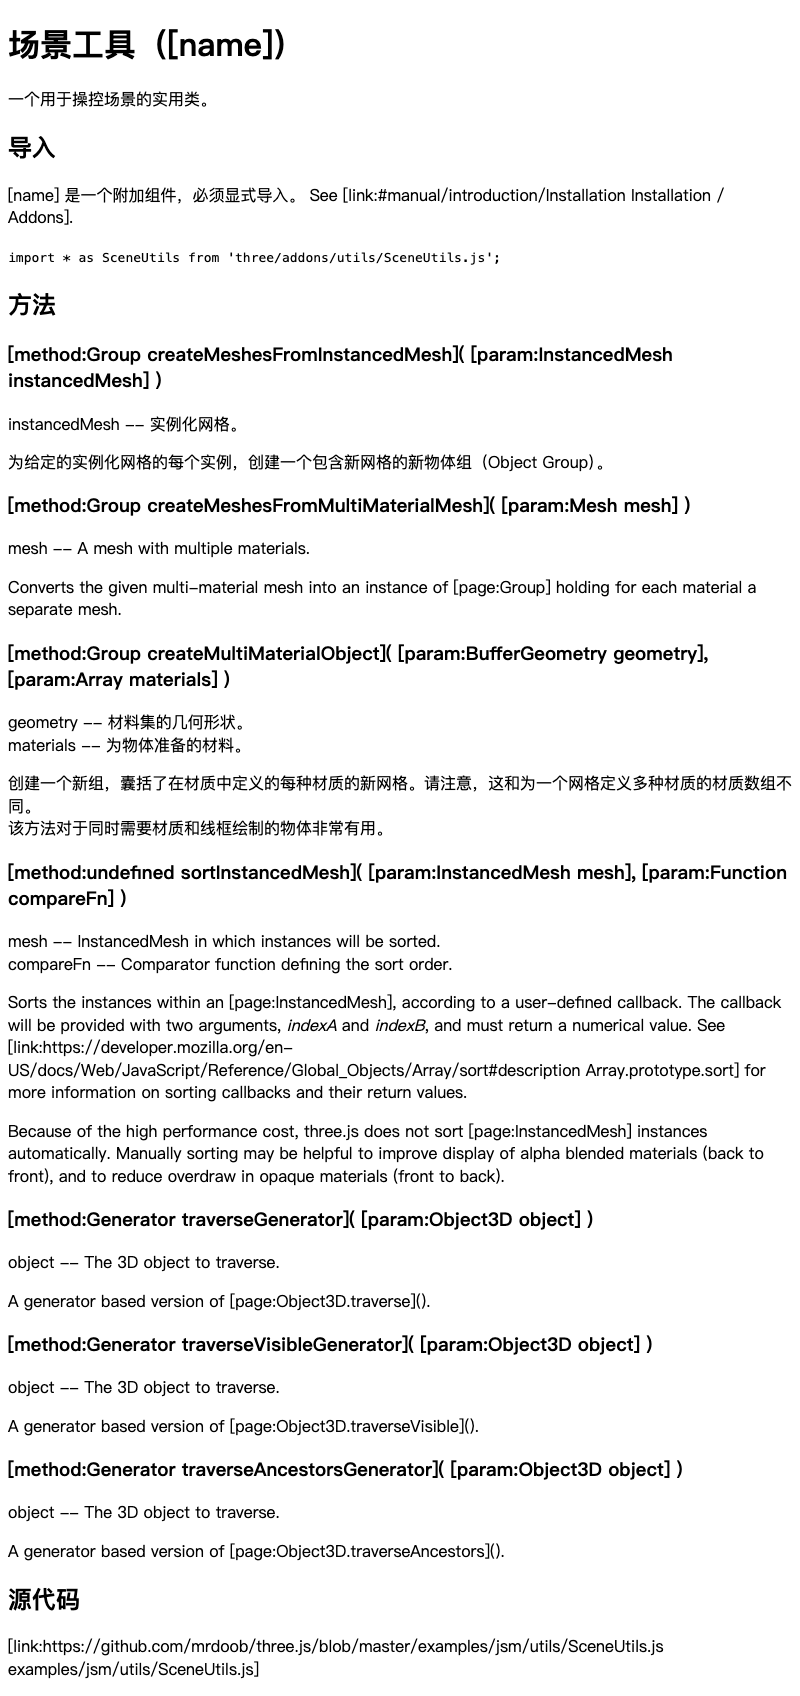 场景工具（[name]）
一个用于操控场景的实用类。
导入
[name] 是一个附加组件，必须显式导入。 See [link:#manual/introduction/Installation Installation /
Addons].
import * as SceneUtils from 'three/addons/utils/SceneUtils.js';
方法
[method:Group createMeshesFromInstancedMesh]( [param:InstancedMesh
instancedMesh] )
instancedMesh -- 实例化网格。
为给定的实例化网格的每个实例，创建一个包含新网格的新物体组（Object Group）。
[method:Group createMeshesFromMultiMaterialMesh]( [param:Mesh mesh] )
mesh -- A mesh with multiple materials.
Converts the given multi-material mesh into an instance of [page:Group] holding for each material a
separate mesh.
[method:Group createMultiMaterialObject]( [param:BufferGeometry geometry],
[param:Array materials] )
geometry -- 材料集的几何形状。
materials -- 为物体准备的材料。
创建一个新组，囊括了在材质中定义的每种材质的新网格。请注意，这和为一个网格定义多种材质的材质数组不
同。
该方法对于同时需要材质和线框绘制的物体非常有用。
[method:undefined sortInstancedMesh]( [param:InstancedMesh mesh], [param:Function
compareFn] )
mesh -- InstancedMesh in which instances will be sorted.
compareFn -- Comparator function defining the sort order.
Sorts the instances within an [page:InstancedMesh], according to a user-defined callback. The callback
will be provided with two arguments, indexA and indexB, and must return a numerical value. See
[link:https://developer.mozilla.org/en-
US/docs/Web/JavaScript/Reference/Global_Objects/Array/sort#description Array.prototype.sort] for
more information on sorting callbacks and their return values.
Because of the high performance cost, three.js does not sort [page:InstancedMesh] instances
automatically. Manually sorting may be helpful to improve display of alpha blended materials (back to
front), and to reduce overdraw in opaque materials (front to back).
[method:Generator traverseGenerator]( [param:Object3D object] )
object -- The 3D object to traverse.
A generator based version of [page:Object3D.traverse]().
[method:Generator traverseVisibleGenerator]( [param:Object3D object] )
object -- The 3D object to traverse.
A generator based version of [page:Object3D.traverseVisible]().
[method:Generator traverseAncestorsGenerator]( [param:Object3D object] )
object -- The 3D object to traverse.
A generator based version of [page:Object3D.traverseAncestors]().
源代码
[link:https://github.com/mrdoob/three.js/blob/master/examples/jsm/utils/SceneUtils.js
examples/jsm/utils/SceneUtils.js]